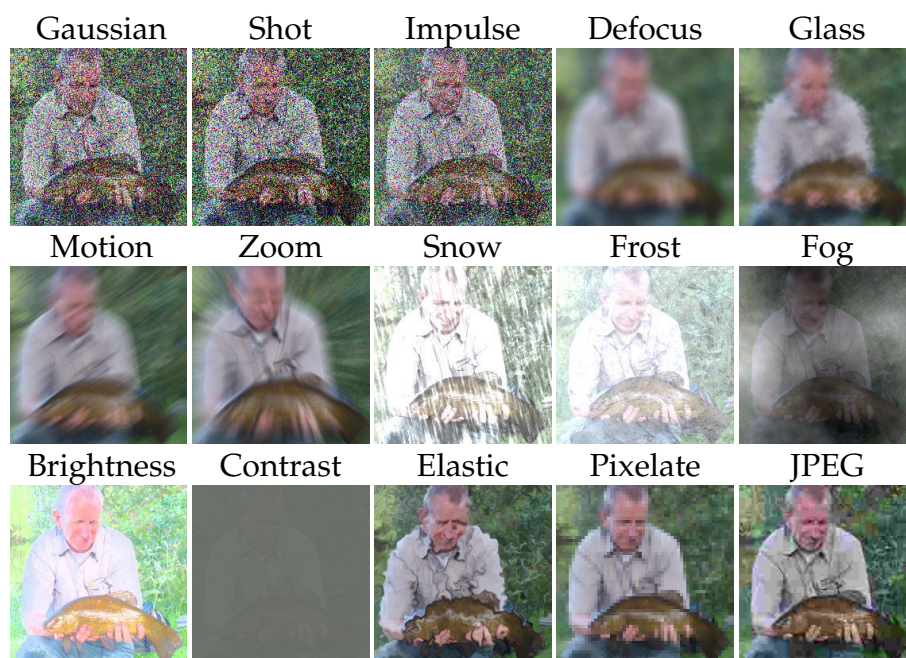 Gaussian Shot Impulse Defocus Glass
Motion Zoom Snow Frost Fog
Brightness Contrast Elastic Pixelate JPEG